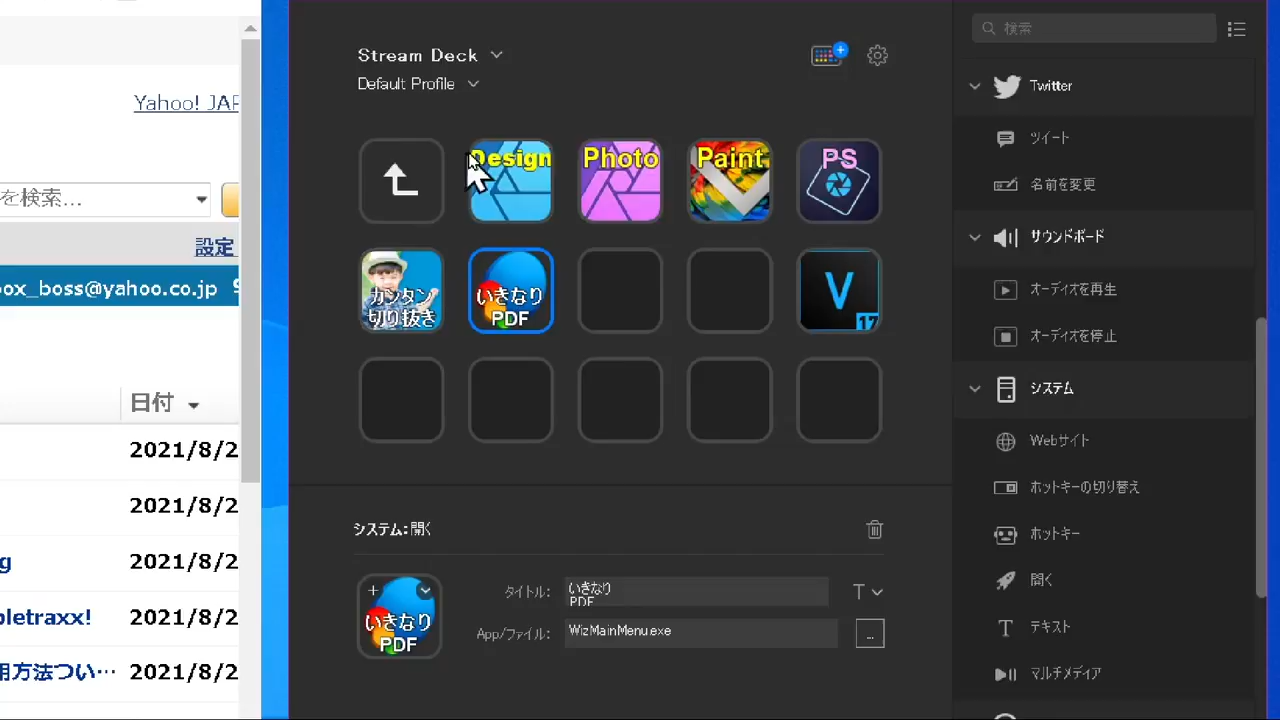 Yahoo! JAP
を検索...
設定
ox_boss@yahoo.co.jp
日付
2021/8/2
2021/8/2
g 2021/8/2
pletraxx! 2021/8/2
用方法つい… 2021/8/2
Stream Deck
Default Profile
Design
Photo
Paint
PS
カンタン
切り抜き
いきなり
PDF
V
17
システム:開く
いきなり
PDF
タイトル:
いきなり
PDF
T
App/ファイル:
WizMainMenu.exe
...
検索
Twitter
ツイート
名前を変更
サウンドボード
オーディオを再生
オーディオを停止
システム
Webサイト
ホットキーの切り替え
ホットキー
開く
テキスト
マルチメディア